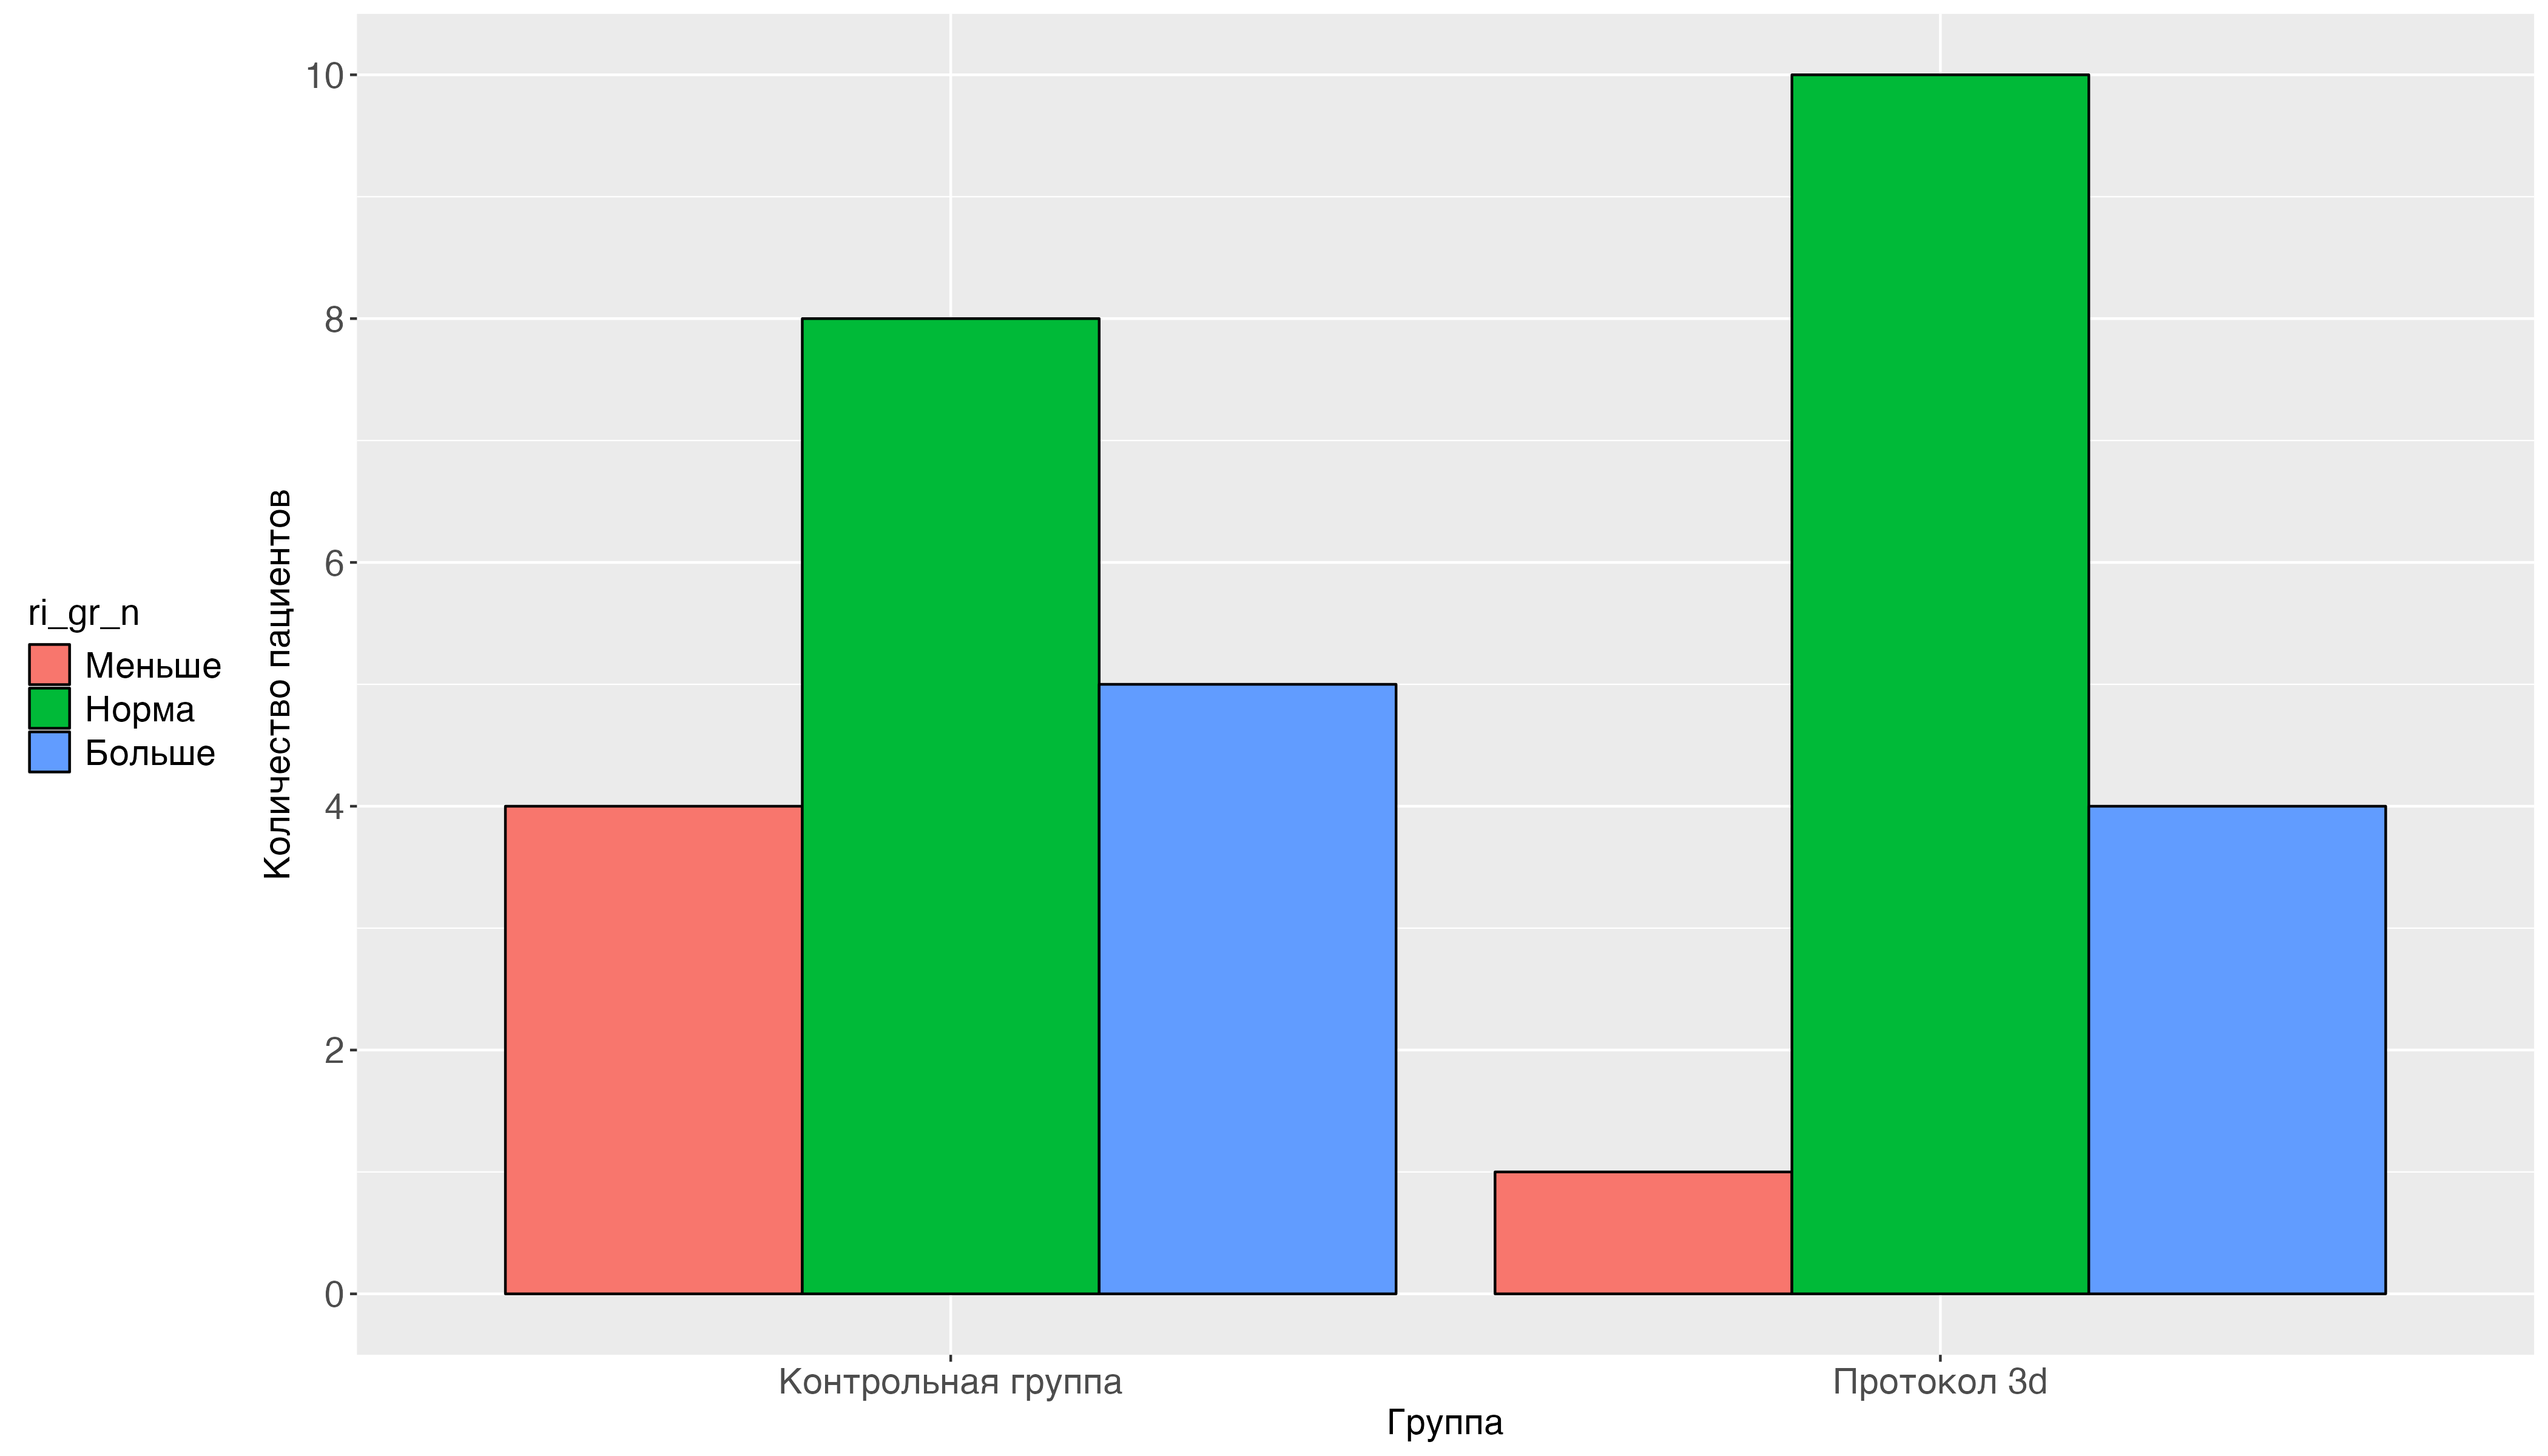 ri_gr_n
Меньше
Норма
Больше
Количество пациентов
10
8
6
4
2
0
Контрольная группа
Протокол 3d
Группа